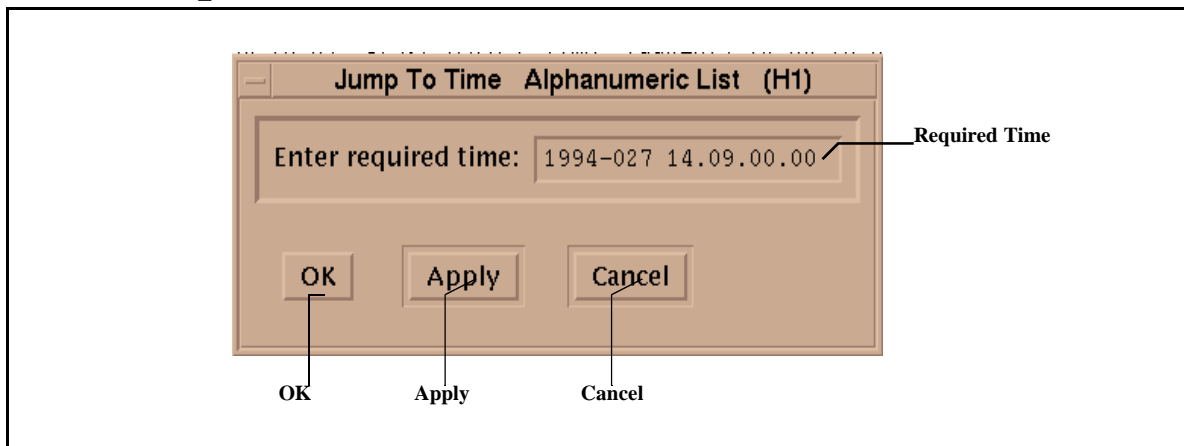 Jump To Time Alphanumeric List (H1)
Enter required time: 1994-027 14.09.00.00
Required Time
OK Apply Cancel
OK Apply Cancel